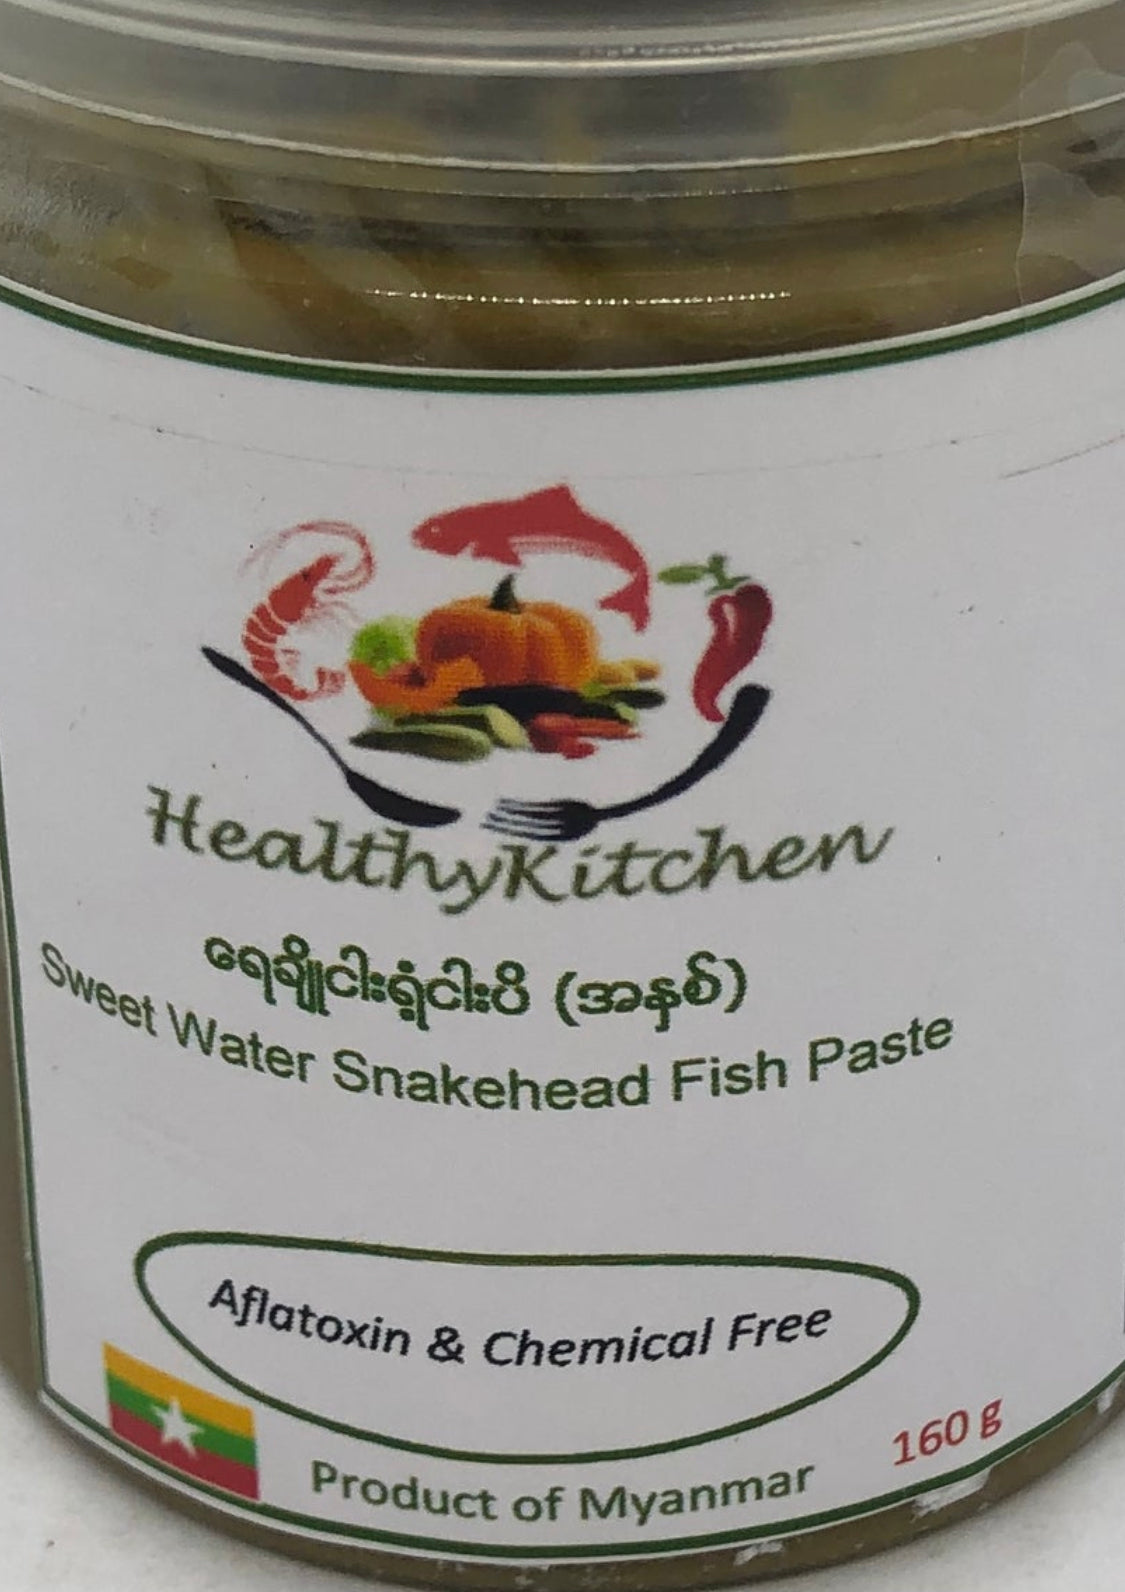 HealthyKitchen
ရေချိုငါးရံ့ငါးပိ (အနှစ်)
Sweet Water Snakehead Fish Paste
Aflatoxin & Chemical Free
160 g
Product of Myanmar